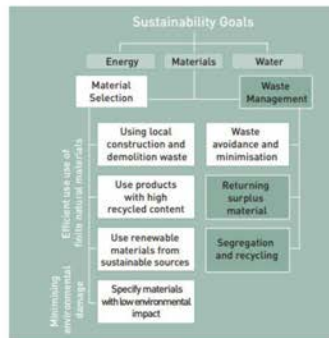 Sustainability Goals
Energy
Materials
Water
Material
Selection
Waste
Management
Efficient use use of
finite natural materials
Using local
construction and
demolition waste
Waste
avoidance and
minimisation
Use products
with high
recycled content
Returning
surplus
material
Use renewable
materials from
sustainable sources
Segregation
and recycling
Minimising
environmental
damage
Specify materials
with low environmental
impact